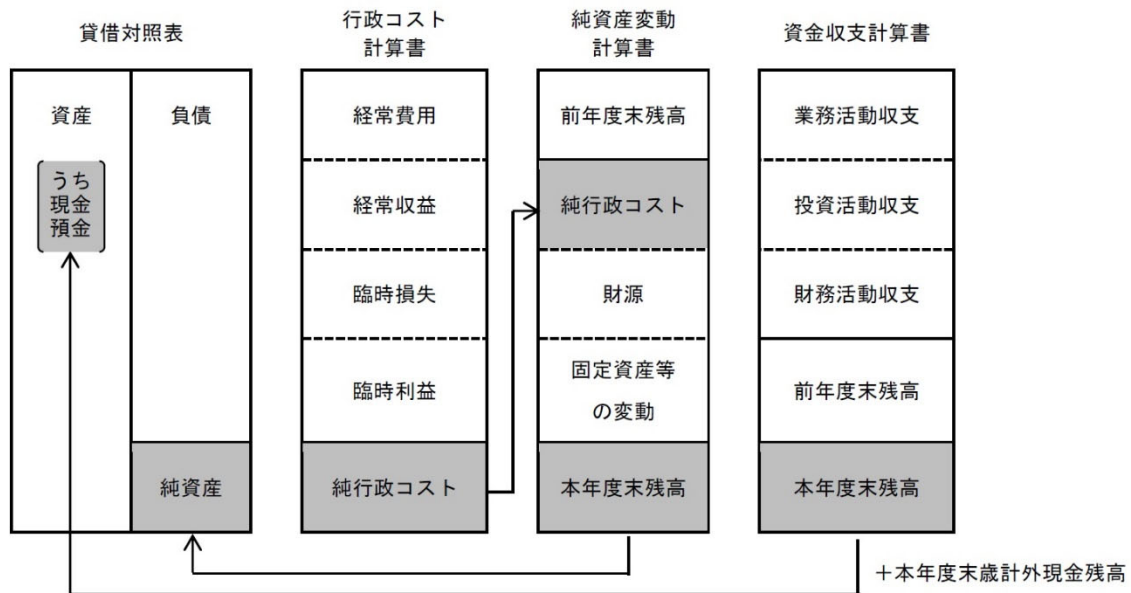 貸借対照表
資産
うち
現金
預金
負債
純資産
行政コスト
計算書
経常費用
経常収益
臨時損失
臨時利益
純行政コスト
純資産変動
計算書
前年度末残高
純行政コスト
財源
固定資産等
の変動
本年度末残高
資金収支計算書
業務活動収支
投資活動収支
財務活動収支
前年度末残高
本年度末残高
＋本年度末歳計外現金残高